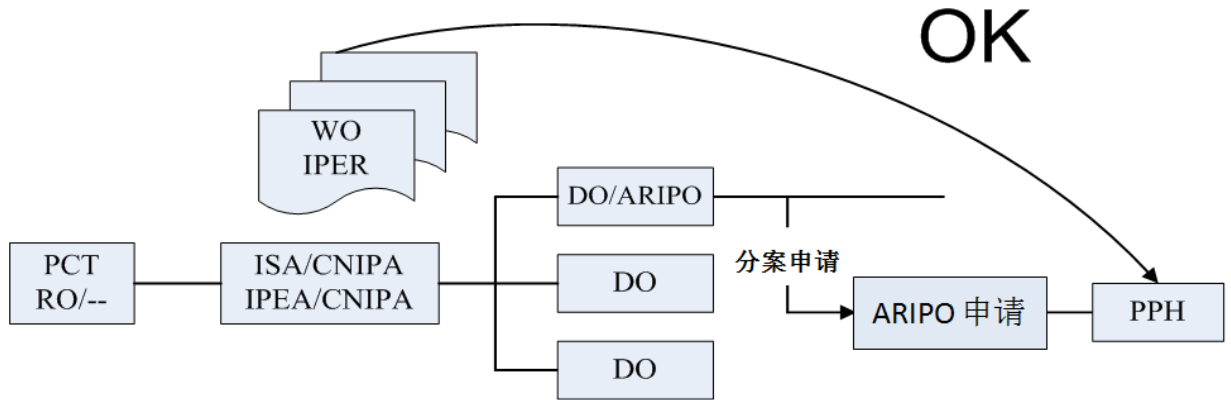 OK
WO
IPER
DO/ARIPO
PCT
RO/--
ISA/CNIPA
IPEA/CNIPA
DO
分案申请
ARIPO 申请
PPH
DO